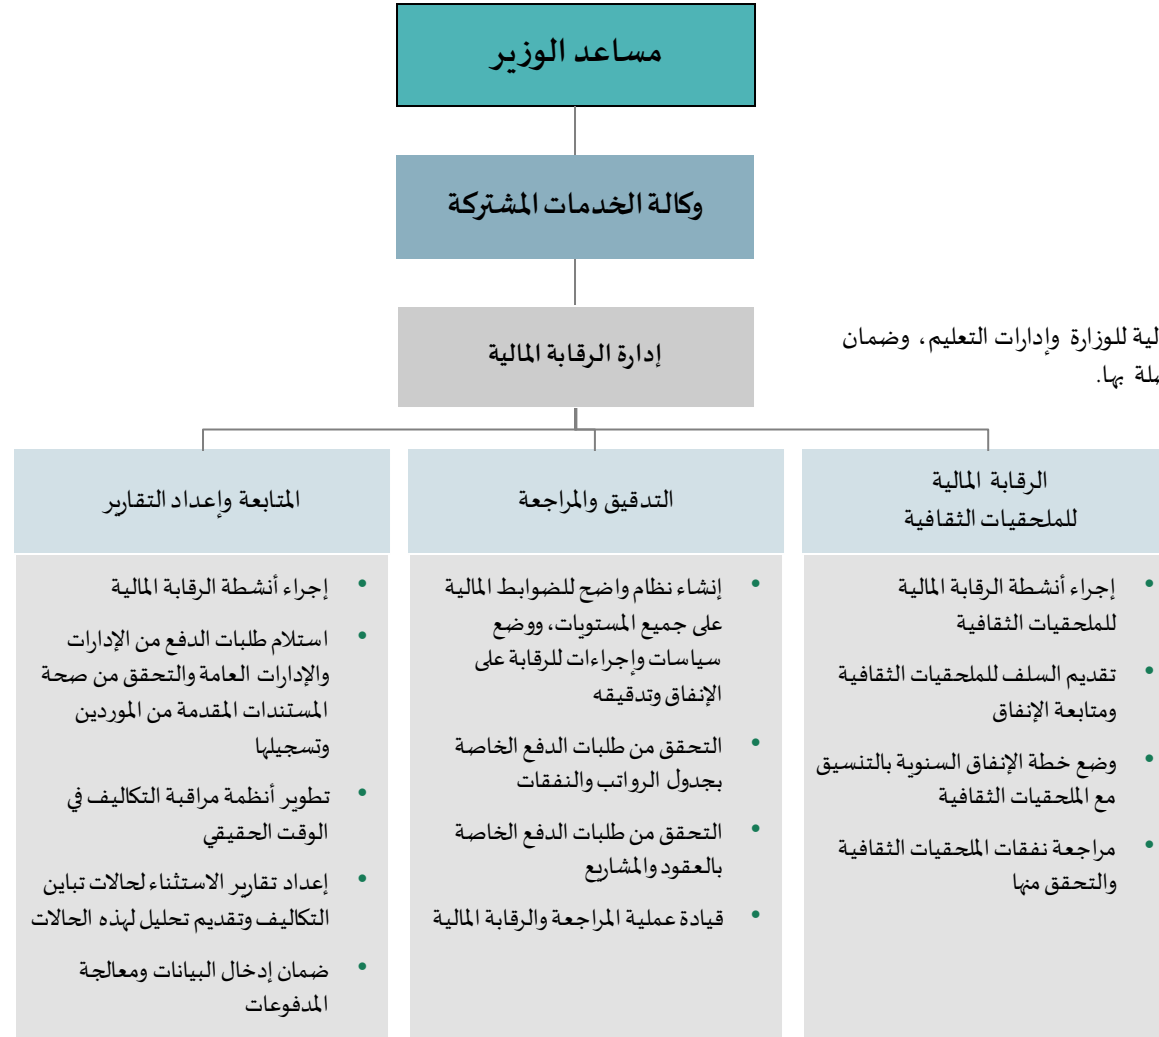 مساعد الوزير
وكالة الخدمات المشتركة
إدارة الرقابة المالية
للوزارة وإدارات التعليم، وضمان
بها.
الرقابة المالية
للملحقيات الثقافية
• إجراء أنشطة الرقابة المالية
للملحقيات الثقافية
• تقديم السلف للملحقيات الثقافية
ومتابعة الإنفاق
• وضع خطة الإنفاق السنوية بالتنسيق
مع الملحقيات الثقافية
• مراجعة نفقات الملحقيات الثقافية
والتحقق منها
التدقيق والمراجعة
• إنشاء نظام واضح للضوابط المالية
على جميع المستويات، ووضع
سياسات وإجراءات للرقابة على
الإنفاق وتدقيقه
• التحقق من طلبات الدفع الخاصة
بجدول الرواتب والنفقات
• التحقق من طلبات الدفع الخاصة
بالعقود والمشاريع
• قيادة عملية المراجعة والرقابة المالية
المتابعة وإعداد التقارير
• إجراء أنشطة الرقابة المالية
• استلام طلبات الدفع من الإدارات
والإدارات العامة والتحقق من صحة
المستندات المقدمة من الموردين
وتسجيلها
• تطوير أنظمة مراقبة التكاليف في
الوقت الحقيقي
• إعداد تقارير الاستثناء لحالات تباين
التكاليف وتقديم تحليل لهذه الحالات
• ضمان إدخال البيانات ومعالجة
المدفوعات